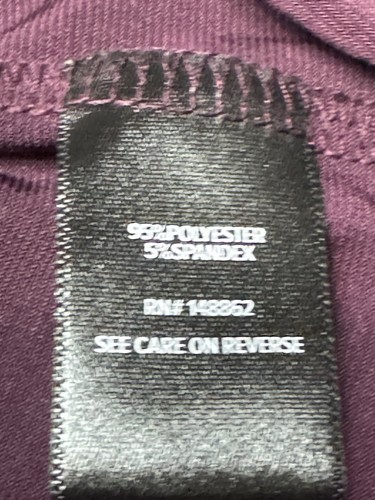 95%POLYESTER
5%SPANDEX
RN# 148862
SEE CARE ON REVERSE